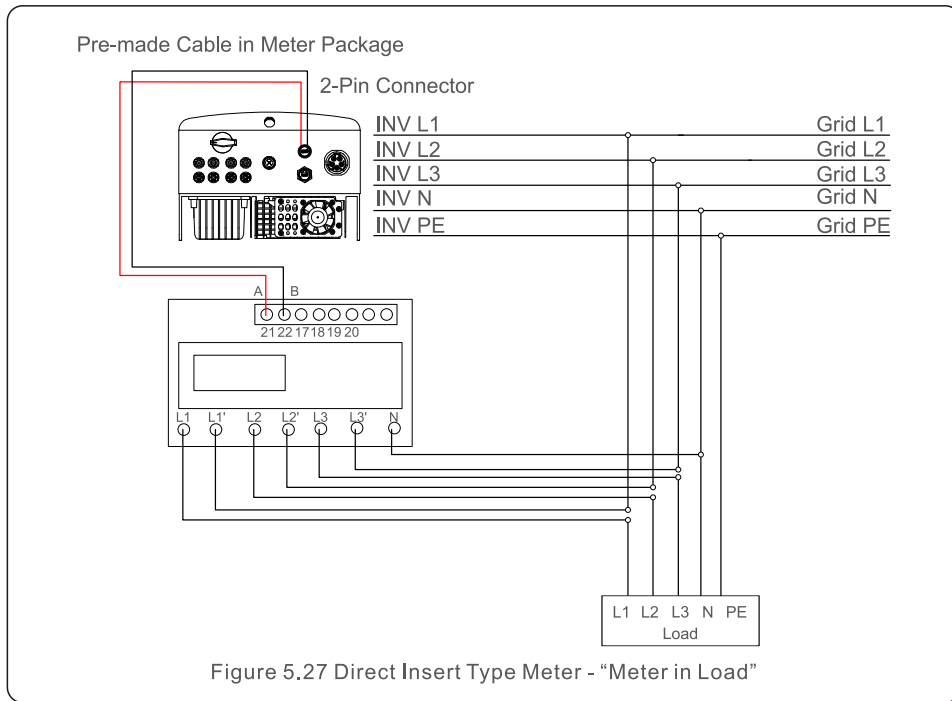 Pre-made Cable in Meter Package
2-Pin Connector
INV L1 Grid L1
INV L2 Grid L2
INV L3 Grid L3
INV N Grid N
INV PE Grid PE
A B
21 22 17 18 19 20
L1 L1' L2 L2' L3 L3' N
L1 L2 L3 N PE
Load
Figure 5.27 Direct Insert Type Meter - “Meter in Load”